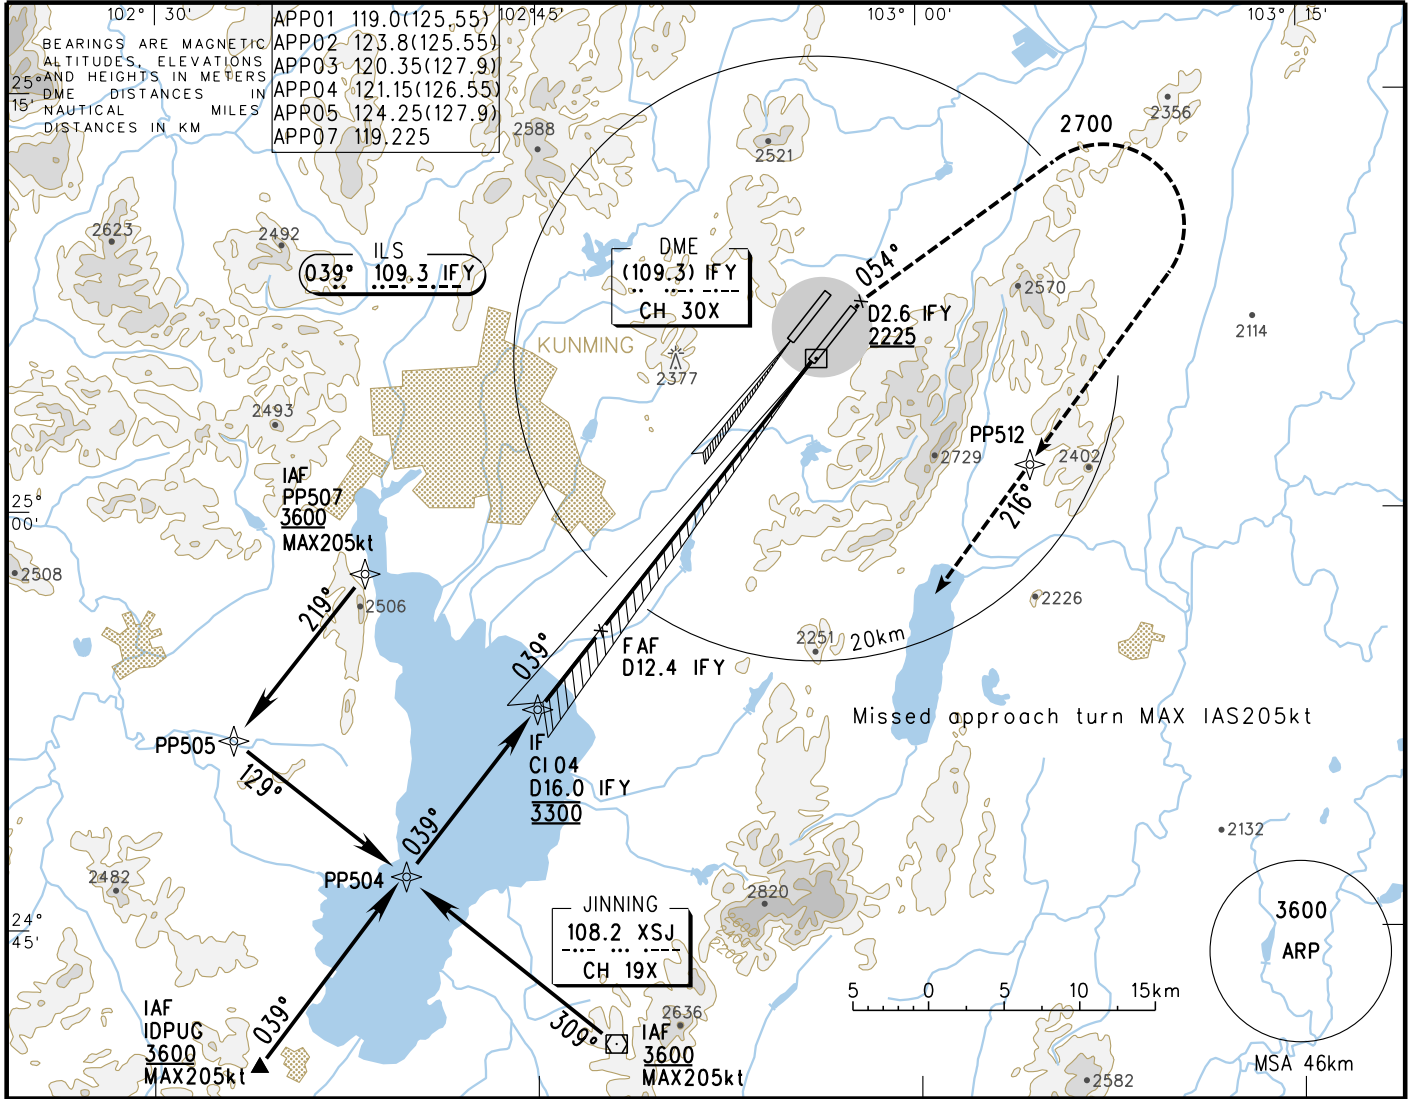 102° 30'
102° 45'
103° 00'
103° 15'
BEARINGS ARE MAGNETIC
ALTITUDES, ELEVATIONS
AND HEIGHTS IN METERS
DME DISTANCES IN
NAUTICAL MILES
DISTANCES IN KM
APP01 119.0(125.55)
APP02 123.8(125.55)
APP03 120.35(127.9)
APP04 121.15(126.55)
APP05 124.25(127.9)
APP07 119.225
25°
15'
2588
2521
2356
2700
2623
2492
ILS
039° 109.3 IFY
DME
(109.3) IFY
CH 30X
054°
D2.6 IFY
2225
2570
2114
KUNMING
2377
2493
PP512
2729
2402
216°
IAF
PP507
3600
MAX205kt
25°
00'
2508
2506
219°
2226
2251
20km
039°
FAF
D12.4 IFY
Missed approach turn MAX IAS205kt
PP505
129°
IF
CI04
D16.0 IFY
3300
039°
2132
PP504
2482
2820
2600
2400
2200
24°
45'
JINNING
108.2 XSJ
CH 19X
3600
ARP
MSA 46km
5 0 5 10 15km
IAF
IDPUG
3600
MAX205kt
039°
309°
2636
IAF
3600
MAX205kt
2582